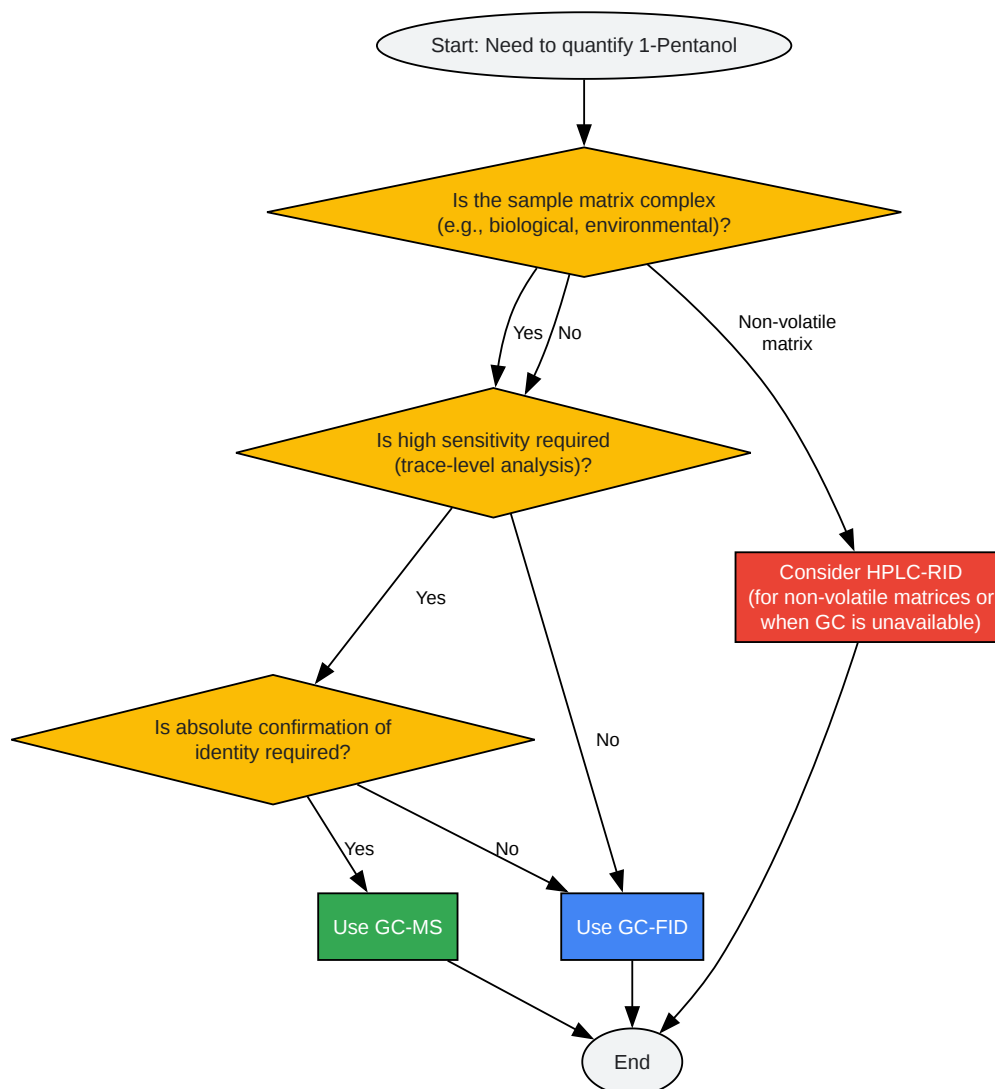 Start: Need to quantify 1-Pentanol
Is the sample matrix complex
(e.g., biological, environmental)?
Yes
No
Non-volatile
matrix
Is high sensitivity required
(trace-level analysis)?
Consider HPLC-RID
(for non-volatile matrices or
when GC is unavailable)
Yes
No
Is absolute confirmation of
identity required?
Yes
No
Use GC-MS
Use GC-FID
End